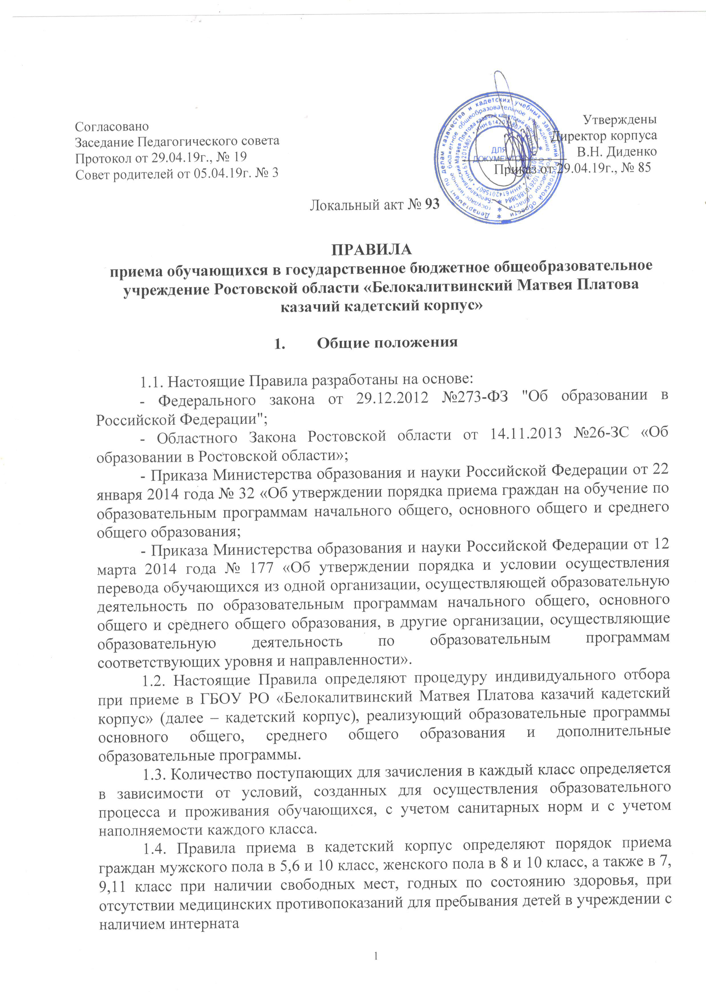 Согласовано
Заседание Педагогического совета
Протокол от 29.04.19г., № 19
Совет родителей от 05.04.19г. № 3
Утверждены
Директор корпуса
В.Н. Диденко
Приказ от 29.04.19г., № 85
Департамент по делам казачества и кадетских учебных заведений Ростовской области
государственное бюджетное общеобразовательное учреждение Ростовской области
Белокалитвинский Матвея Платова казачий кадетский корпус
ИНН 6142015807
ДЛЯ
ДОКУМЕНТОВ
Локальный акт № 93
ПРАВИЛА
приема обучающихся в государственное бюджетное общеобразовательное
учреждение Ростовской области «Белокалитвинский Матвея Платова
казачий кадетский корпус»
1. Общие положения
1.1. Настоящие Правила разработаны на основе:
- Федерального закона от 29.12.2012 №273-ФЗ "Об образовании в
Российской Федерации";
- Областного Закона Ростовской области от 14.11.2013 №26-ЗС «Об
образовании в Ростовской области»;
- Приказа Министерства образования и науки Российской Федерации от 22
января 2014 года № 32 «Об утверждении порядка приема граждан на обучение по
образовательным программам начального общего, основного общего и среднего
общего образования;
- Приказа Министерства образования и науки Российской Федерации от 12
марта 2014 года № 177 «Об утверждении порядка и условии осуществления
перевода обучающихся из одной организации, осуществляющей образовательную
деятельность по образовательным программам начального общего, основного
общего и среднего общего образования, в другие организации, осуществляющие
образовательную деятельность по образовательным программам
соответствующих уровня и направленности».
1.2. Настоящие Правила определяют процедуру индивидуального отбора
при приеме в ГБОУ РО «Белокалитвинский Матвея Платова казачий кадетский
корпус» (далее – кадетский корпус), реализующий образовательные программы
основного общего, среднего общего образования и дополнительные
образовательные программы.
1.3. Количество поступающих для зачисления в каждый класс определяется
в зависимости от условий, созданных для осуществления образовательного
процесса и проживания обучающихся, с учетом санитарных норм и с учетом
наполняемости каждого класса.
1.4. Правила приема в кадетский корпус определяют порядок приема
граждан мужского пола в 5,6 и 10 класс, женского пола в 8 и 10 класс, а также в 7,
9,11 класс при наличии свободных мест, годных по состоянию здоровья, при
отсутствии медицинских противопоказаний для пребывания детей в учреждении с
наличием интерната
1